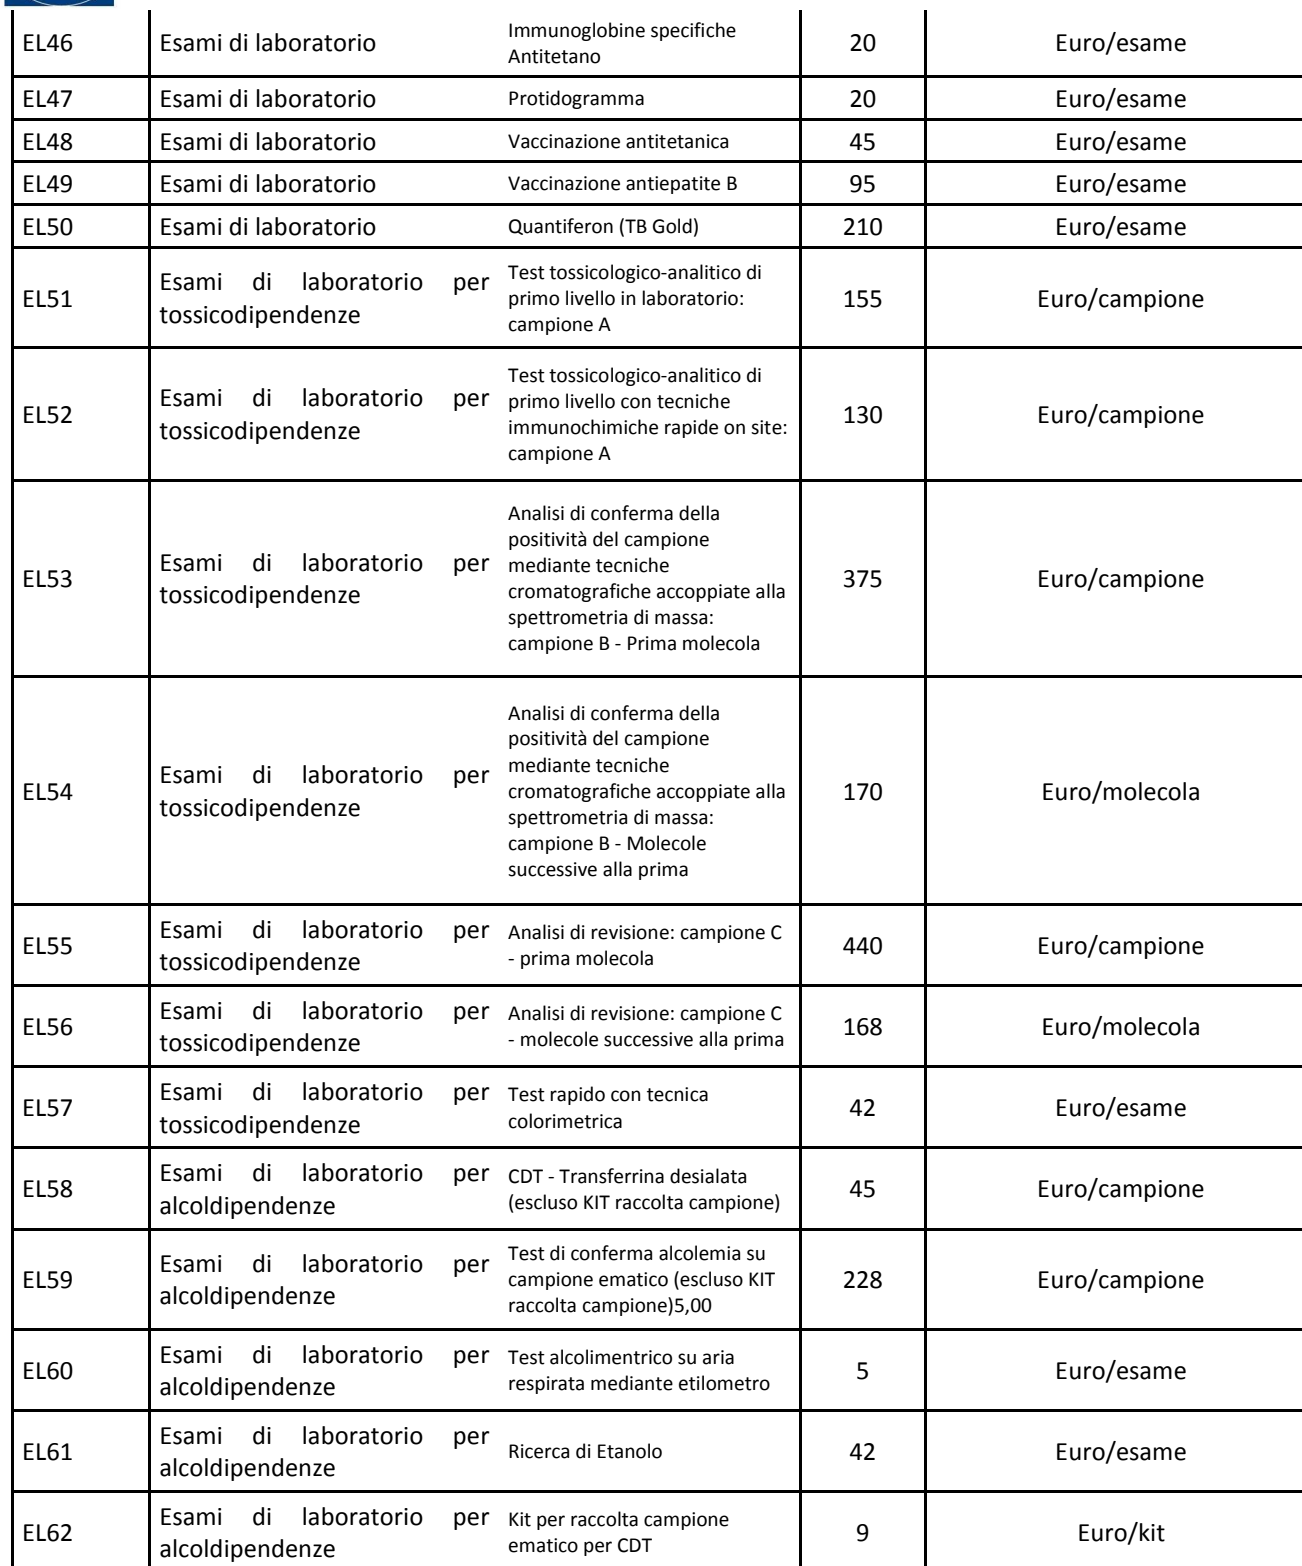 EL46 Esami di laboratorio Immunoglobine specifiche
Antitetano 20 Euro/esame
EL47 Esami di laboratorio Protidogramma 20 Euro/esame
EL48 Esami di laboratorio Vaccinazione antitetanica 45 Euro/esame
EL49 Esami di laboratorio Vaccinazione antiepatite B 95 Euro/esame
EL50 Esami di laboratorio Quantiferon (TB Gold) 210 Euro/esame
EL51 Esami di laboratorio per
tossicodipendenze
Test tossicologico-analitico di
primo livello in laboratorio:
campione A
155 Euro/campione
EL52 Esami di laboratorio per
tossicodipendenze
Test tossicologico-analitico di
primo livello con tecniche
immunochimiche rapide on site:
campione A
130 Euro/campione
EL53 Esami di laboratorio per
tossicodipendenze
Analisi di conferma della
positività del campione
mediante tecniche
cromatografiche accoppiate alla
spettrometria di massa:
campione B - Prima molecola
375 Euro/campione
EL54 Esami di laboratorio per
tossicodipendenze
Analisi di conferma della
positività del campione
mediante tecniche
cromatografiche accoppiate alla
spettrometria di massa:
campione B - Molecole
successive alla prima
170 Euro/molecola
EL55 Esami di laboratorio per
tossicodipendenze
Analisi di revisione: campione C
- prima molecola
440 Euro/campione
EL56 Esami di laboratorio per
tossicodipendenze
Analisi di revisione: campione C
- molecole successive alla prima
168 Euro/molecola
EL57 Esami di laboratorio per
tossicodipendenze
Test rapido con tecnica
colorimetrica
42 Euro/esame
EL58 Esami di laboratorio per
alcoldipendenze
CDT - Transferrina desialata
(escluso KIT raccolta campione)
45 Euro/campione
EL59 Esami di laboratorio per
alcoldipendenze
Test di conferma alcolemia su
campione ematico (escluso KIT
raccolta campione)5,00
228 Euro/campione
EL60 Esami di laboratorio per
alcoldipendenze
Test alcolimentrico su aria
respirata mediante etilometro
5 Euro/esame
EL61 Esami di laboratorio per
alcoldipendenze
Ricerca di Etanolo
42 Euro/esame
EL62 Esami di laboratorio per
alcoldipendenze
Kit per raccolta campione
ematico per CDT
9 Euro/kit